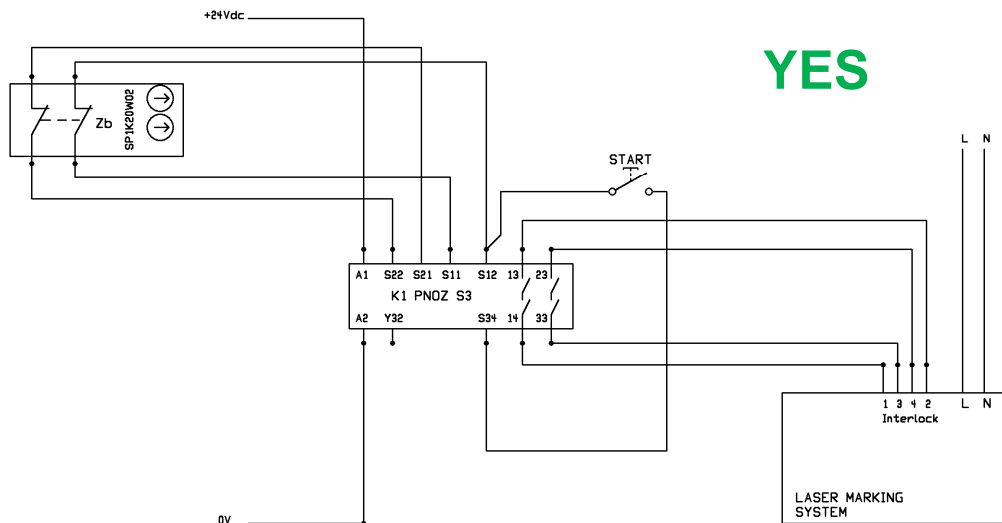 +24Vdc
YES
SP1K20W02
Zb
L N
START
A1 S22 S21 S11 S12 13 23
K1 PNOZ S3
A2 Y32 S34 14 33
1 3 4 2 L N
Interlock
LASER MARKING
SYSTEM
0V